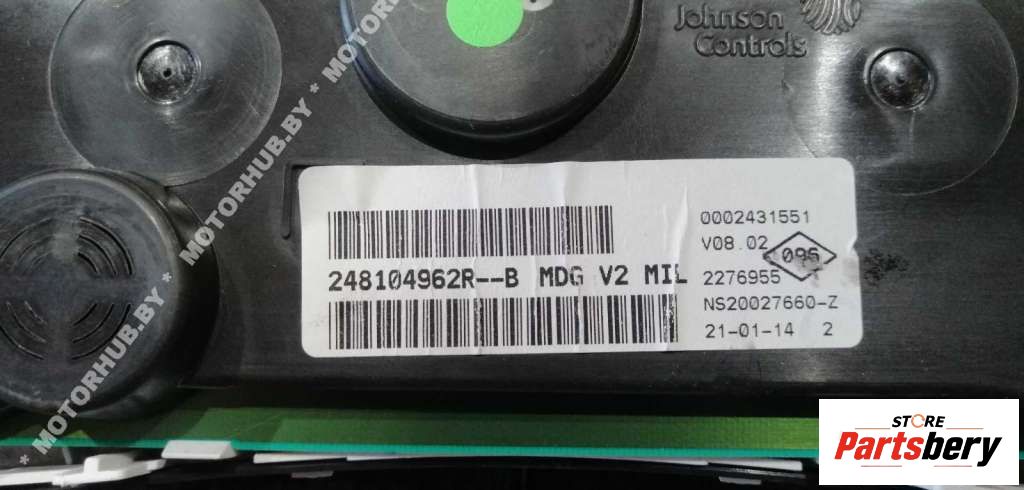 Johnson
Controls
* MOTORHUB.BY * MOTORHUB.BY * MOTORHUB.BY *
0002431551
V08.02
096
248104962R--B MDG V2 MIL
2276955
NS20027660-Z
21-01-14 2
STORE
Partsbery